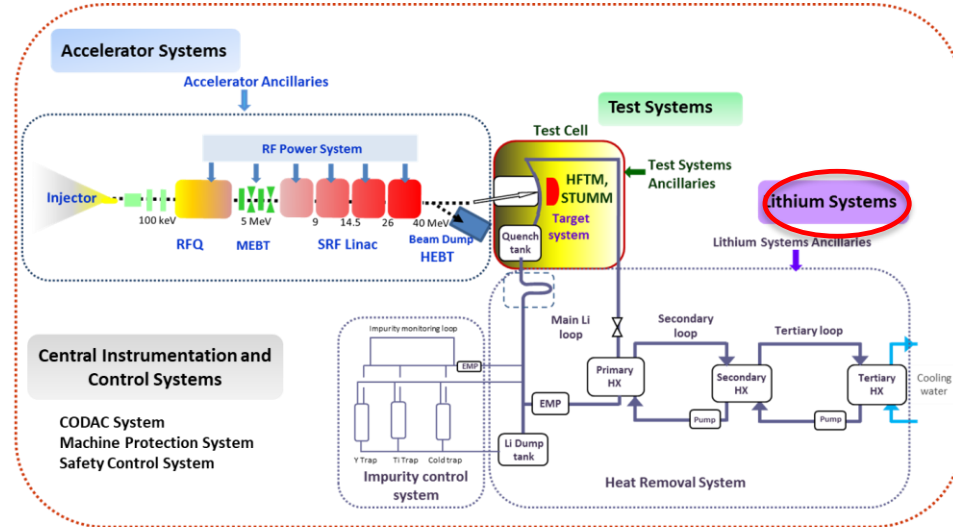 Accelerator Systems
Accelerator Ancillaries
RF Power System
Injector
100 keV
RFQ
5 MeV
MEBT
9
14.5
26
40 MeV
SRF Linac
Beam Dump
HEBT
Test Systems
Test Cell
HFTM,
STUMM
Target
system
Quench
tank
Test Systems
Ancillaries
Lithium Systems
Lithium Systems Ancillaries
Main Li
loop
Secondary
loop
Tertiary loop
Primary
HX
Secondary
HX
Tertiary
HX
Cooling
water
Pump
Pump
EMP
Li Dump
tank
Heat Removal System
Impurity monitoring loop
EMP
Y Trap
Ti Trap
Cold trap
Impurity control
system
Central Instrumentation and
Control Systems
CODAC System
Machine Protection System
Safety Control System